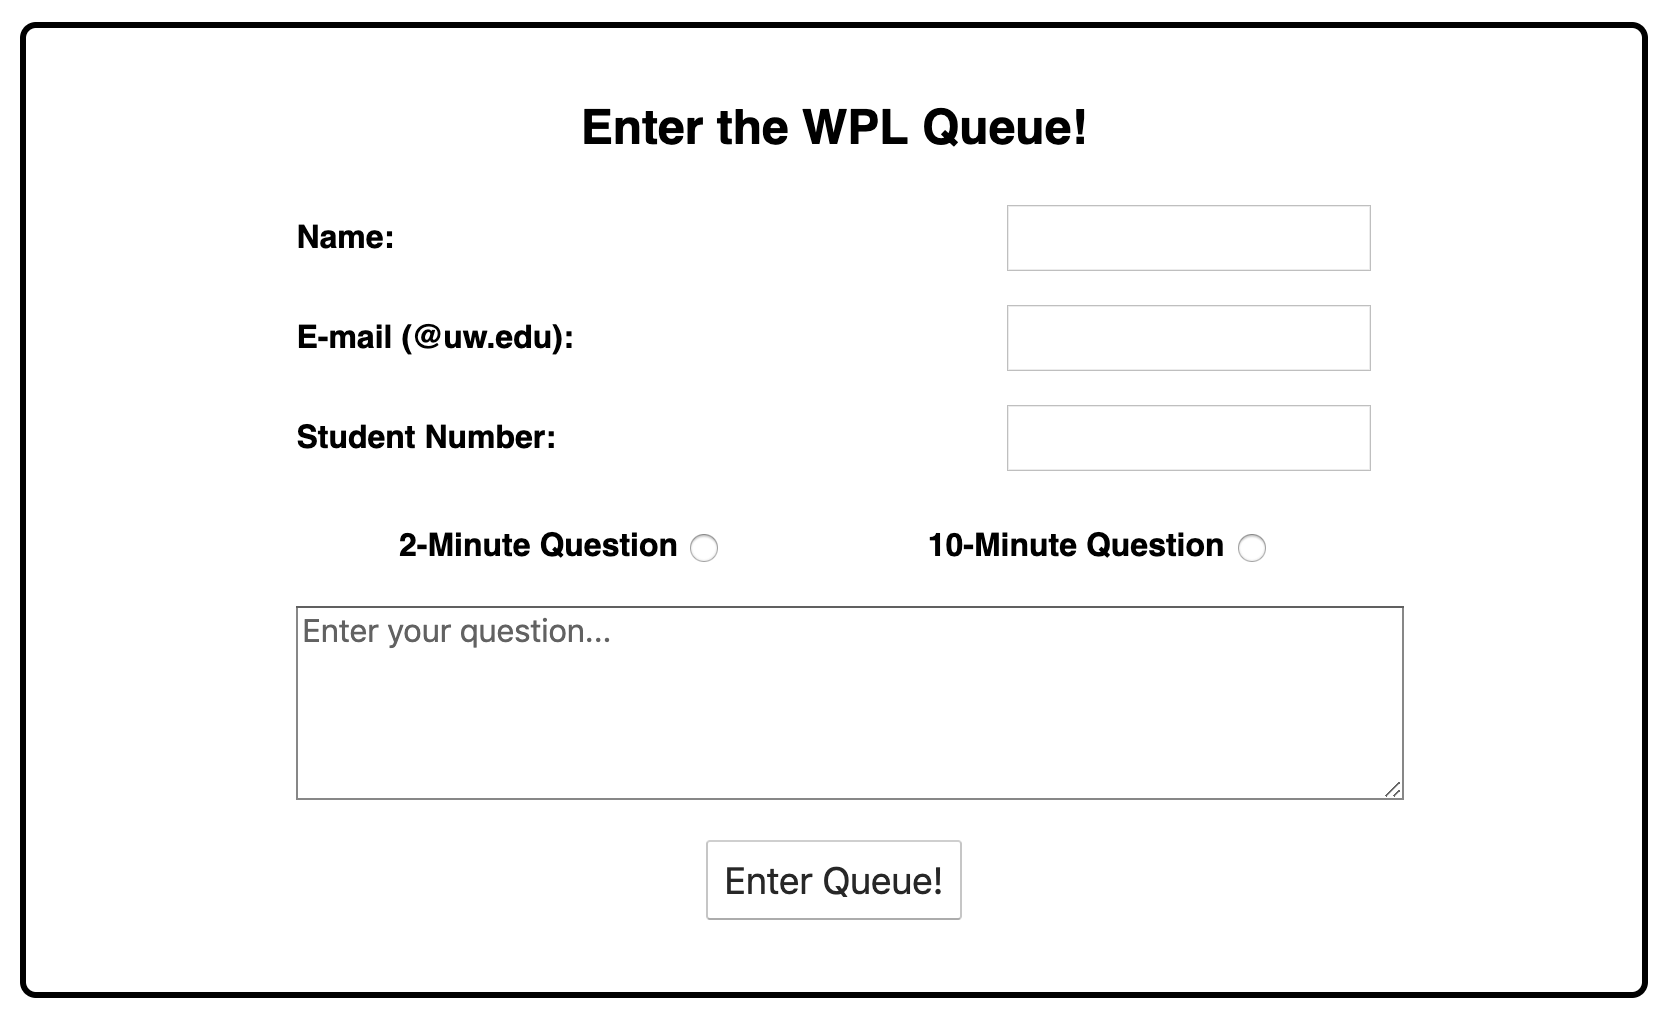 Enter the WPL Queue!
Name:
E-mail (@uw.edu):
Student Number:
2-Minute Question 10-Minute Question
Enter your question...
Enter Queue!